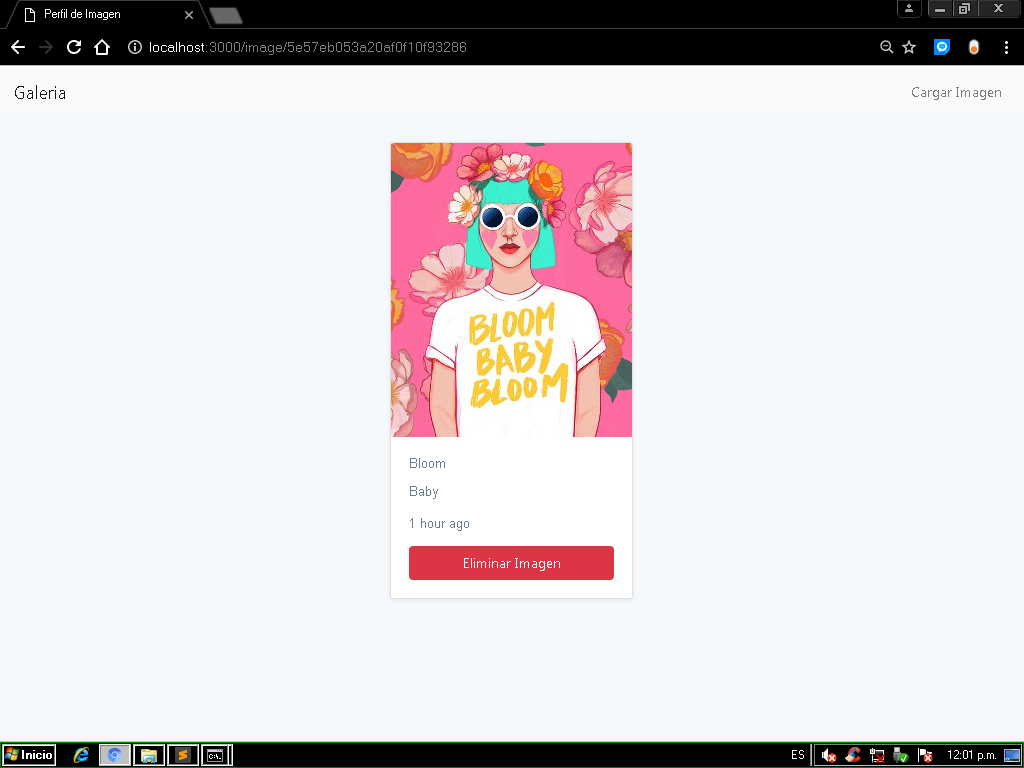 Perfil de Imagen
localhost:3000/image/5e57eb053a20af0f10f93286
Galeria
Cargar Imagen
BLOOM
BABY
BLOOM
Bloom
Baby
1 hour ago
Eliminar Imagen
Inicio
C:\.
ES
12:01 p.m.